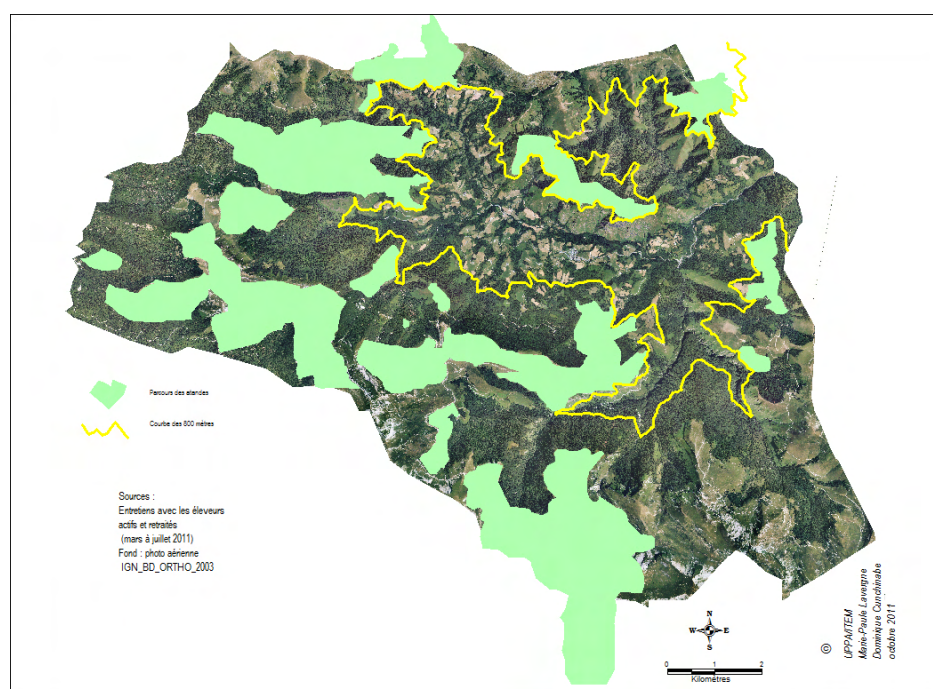 Parcours des alandes
Courbe des 800 mètres
Sources :
Entretiens avec les éleveurs
actifs et retraités
(mars à juillet 2011)
Fond : photo aérienne
IGN_BD_ORTHO_2003
N
W E
S
0 1 2
Kilomètres
©
UPPA/ITEM
Marie-Paule Lavergne
Dominique Cunchinabe
octobre 2011